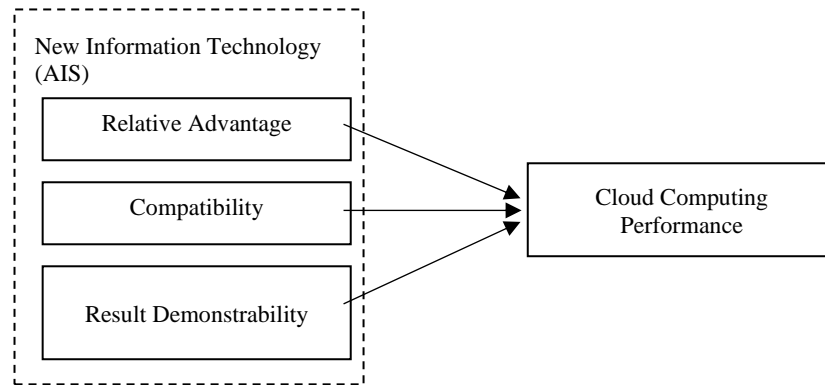 New Information Technology
(AIS)
Relative Advantage
Compatibility
Result Demonstrability
Cloud Computing
Performance